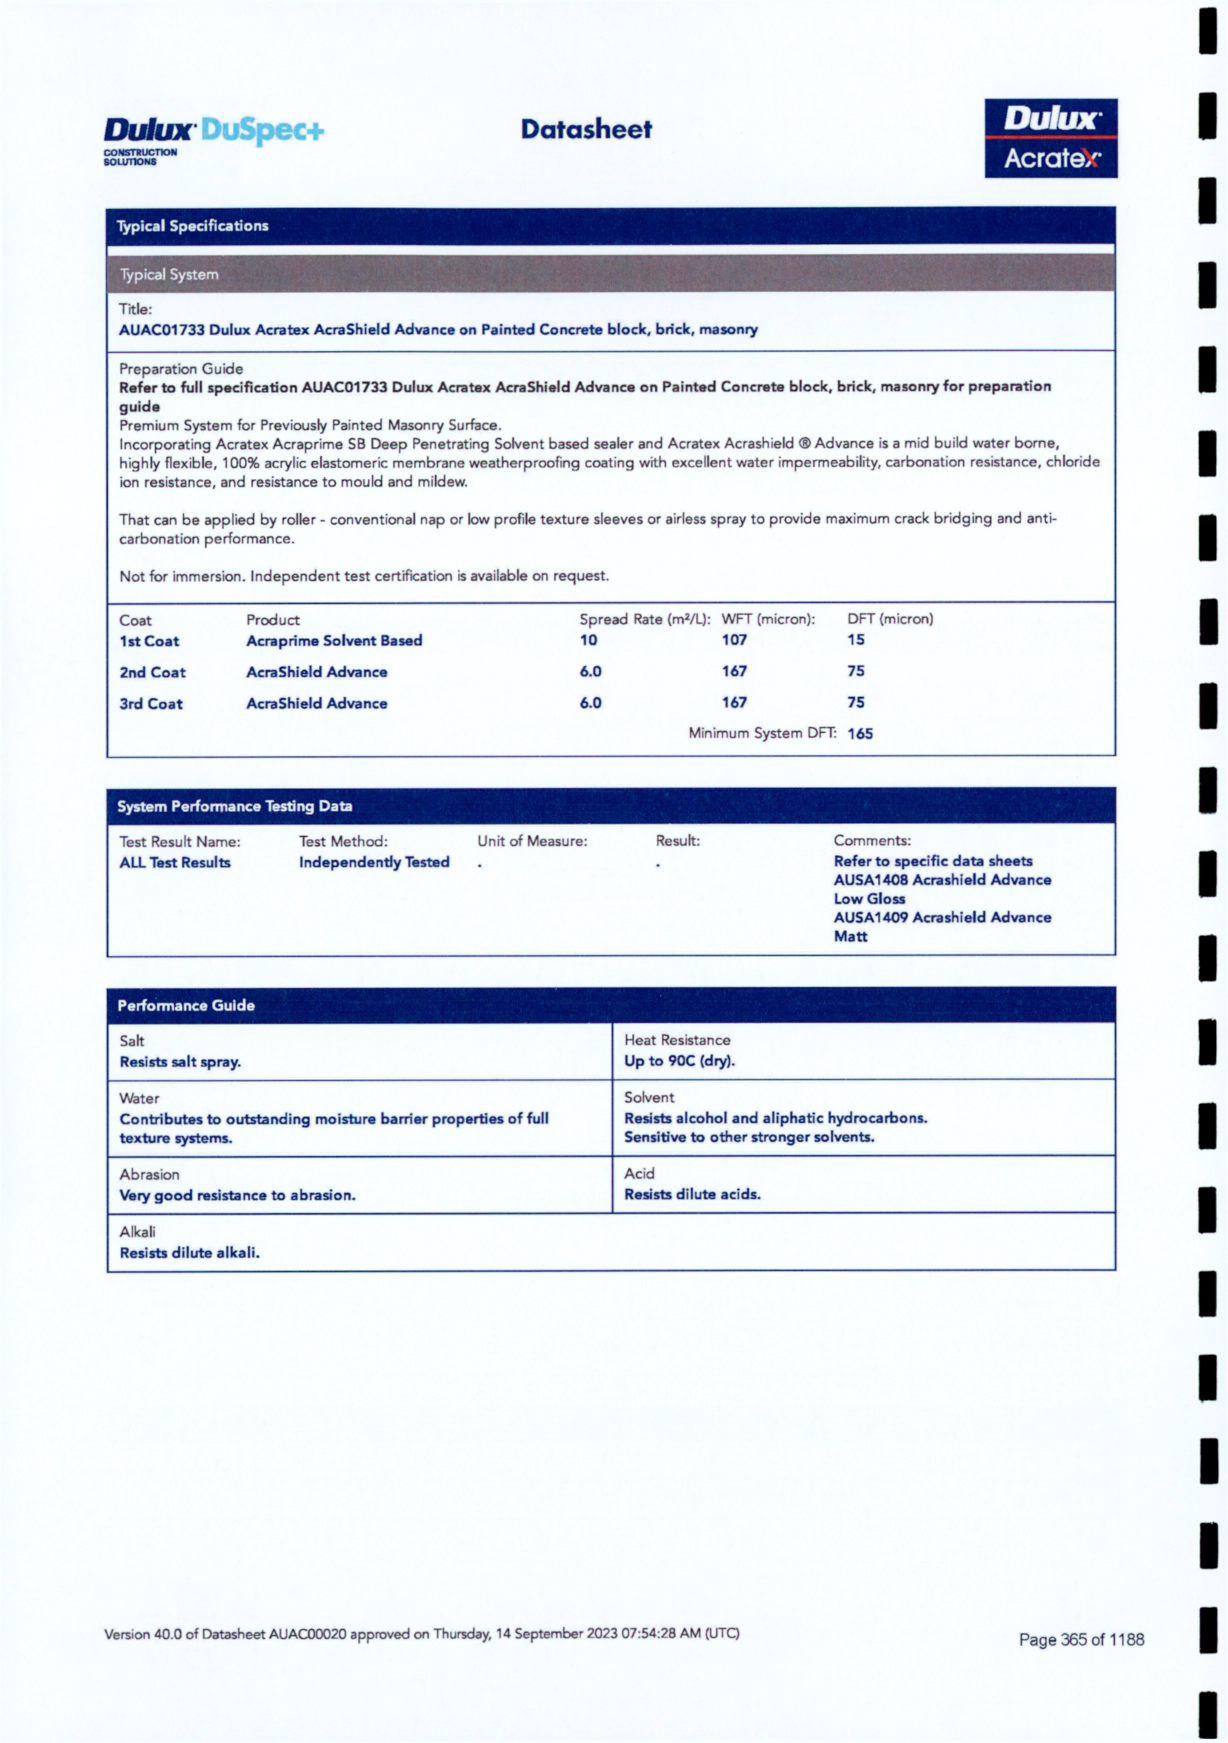 Dulux DuSpec+
CONSTRUCTION
SOLUTIONS
Datasheet
Dulux
Acratex
Typical Specifications
Typical System
Title:
AUAC01733 Dulux Acratex AcraShield Advance on Painted Concrete block, brick, masonry
Preparation Guide
Refer to full specification AUAC01733 Dulux Acratex AcraShield Advance on Painted Concrete block, brick, masonry for preparation
guide
Premium System for Previously Painted Masonry Surface.
Incorporating Acratex Acraprime SB Deep Penetrating Solvent based sealer and Acratex Acrashield ® Advance is a mid build water borne,
highly flexible, 100% acrylic elastomeric membrane weatherproofing coating with excellent water impermeability, carbonation resistance, chloride
ion resistance, and resistance to mould and mildew.
That can be applied by roller - conventional nap or low profile texture sleeves or airless spray to provide maximum crack bridging and anti-
carbonation performance.
Not for immersion. Independent test certification is available on request.
Coat Product Spread Rate (m²/L): WFT (micron): DFT (micron)
1st Coat Acraprime Solvent Based 10 107 15
2nd Coat AcraShield Advance 6.0 167 75
3rd Coat AcraShield Advance 6.0 167 75
Minimum System DFT: 165
System Performance Testing Data
Test Result Name: Test Method: Unit of Measure: Result: Comments:
ALL Test Results Independently Tested . . Refer to specific data sheets
AUSA1408 Acrashield Advance
Low Gloss
AUSA1409 Acrashield Advance
Matt
Performance Guide
Salt
Resists salt spray.
Heat Resistance
Up to 90C (dry).
Water
Contributes to outstanding moisture barrier properties of full
texture systems.
Solvent
Resists alcohol and aliphatic hydrocarbons.
Sensitive to other stronger solvents.
Abrasion
Very good resistance to abrasion.
Acid
Resists dilute acids.
Alkali
Resists dilute alkali.
Version 40.0 of Datasheet AUAC00020 approved on Thursday, 14 September 2023 07:54:28 AM (UTC)
Page 365 of 1188